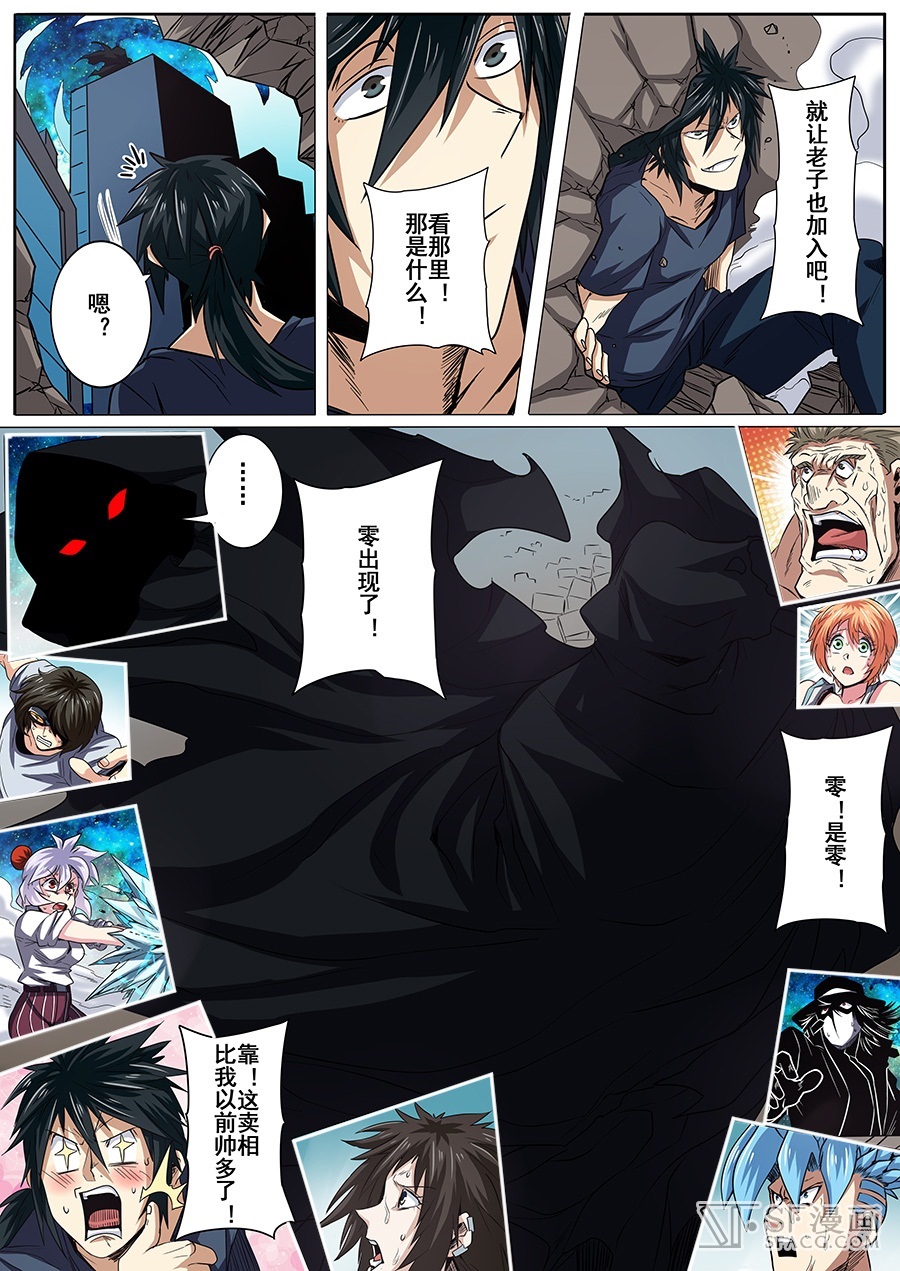 就让老子也加入吧！
看那里！
那是什么！
嗯？
零出现了！
……
零！是零！
靠！这卖相
比我以前帅多了！
SF漫画
SFACG.COM